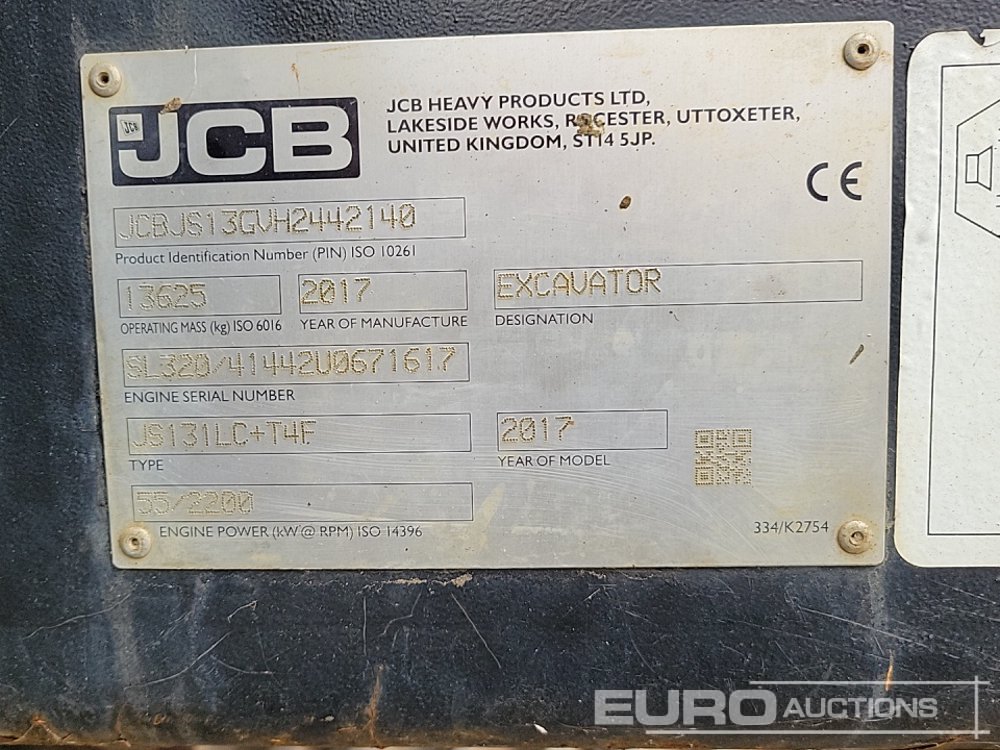 JCB
JCB HEAVY PRODUCTS LTD,
LAKESIDE WORKS, ROCESTER, UTTOXETER,
UNITED KINGDOM, ST14 5JP.
CE
JCBJS13GVH2442140
Product Identification Number (PIN) ISO 10261
13625
2017
EXCAVATOR
OPERATING MASS (kg) ISO 6016
YEAR OF MANUFACTURE
DESIGNATION
SL320/41442U0671617
ENGINE SERIAL NUMBER
JS131LC+T4F
2017
TYPE
YEAR OF MODEL
55/2200
ENGINE POWER (kW @ RPM) ISO 14396
334/K2754
EURO AUCTIONS